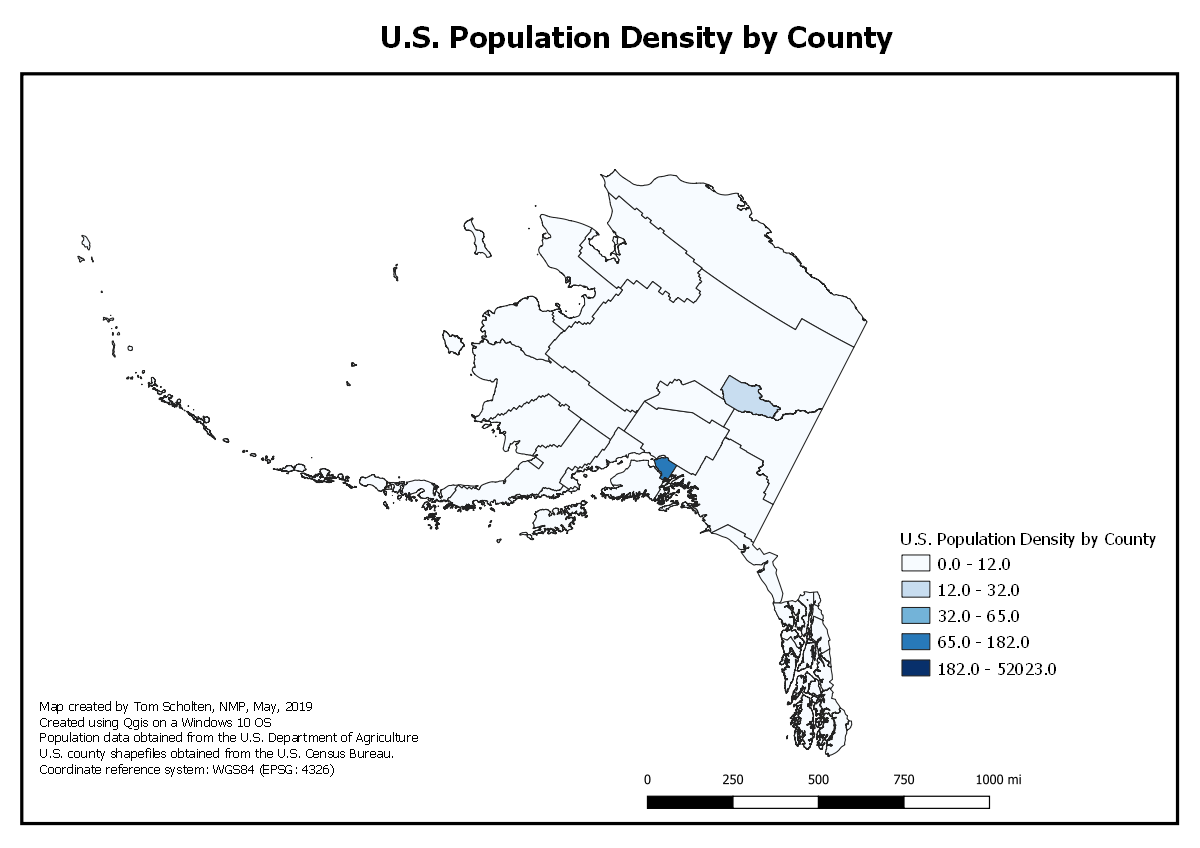 U.S. Population Density by County
U.S. Population Density by County
0.0 - 12.0
12.0 - 32.0
32.0 - 65.0
65.0 - 182.0
182.0 - 52023.0
Map created by Tom Scholten, NMP, May, 2019
Created using Qgis on a Windows 10 OS
Population data obtained from the U.S. Department of Agriculture
U.S. county shapefiles obtained from the U.S. Census Bureau.
Coordinate reference system: WGS84 (EPSG: 4326)
0 250 500 750 1000 mi